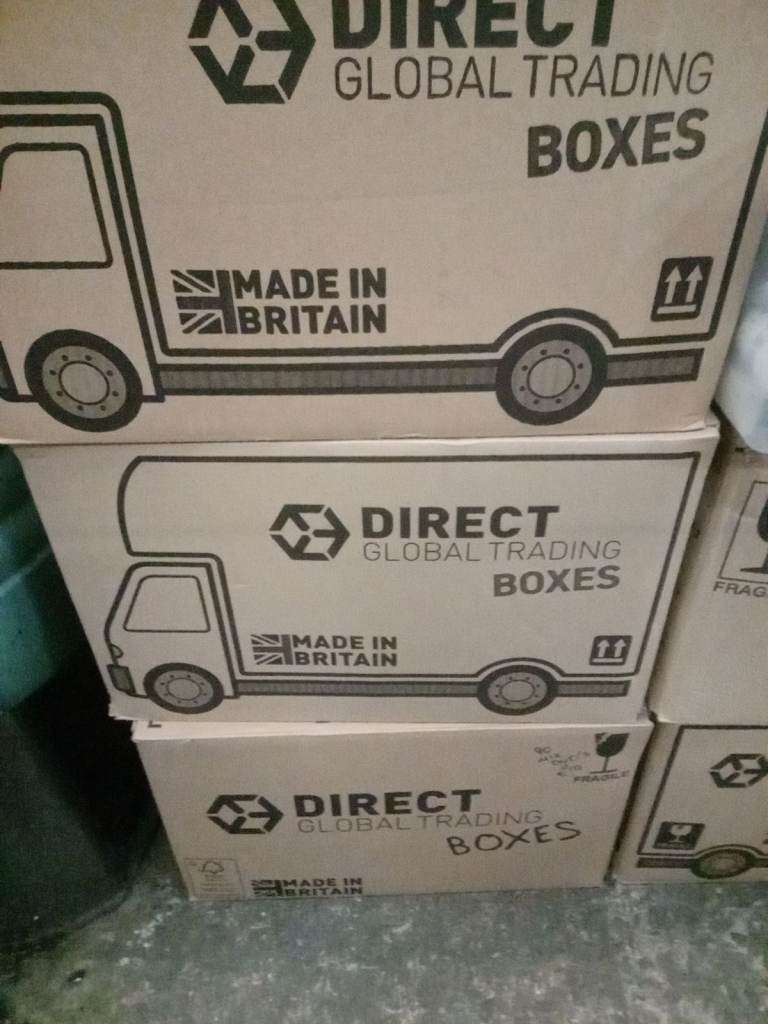 DIRECT
GLOBAL TRADING
BOXES
MADE IN
BRITAIN
DIRECT
GLOBAL TRADING
BOXES
MADE IN
BRITAIN
FRAG
FRAGILE
DIRECT
GLOBAL TRADING
BOXES
MADE IN
BRITAIN